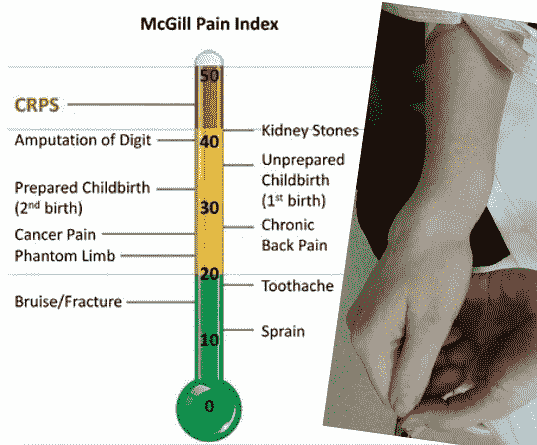 McGill Pain Index
50
CRPS
Kidney Stones
Amputation of Digit
40
Unprepared
Childbirth
(1st birth)
Prepared Childbirth
(2nd birth)
30
Chronic
Back Pain
Cancer Pain
Phantom Limb
20
Toothache
Bruise/Fracture
Sprain
10
0